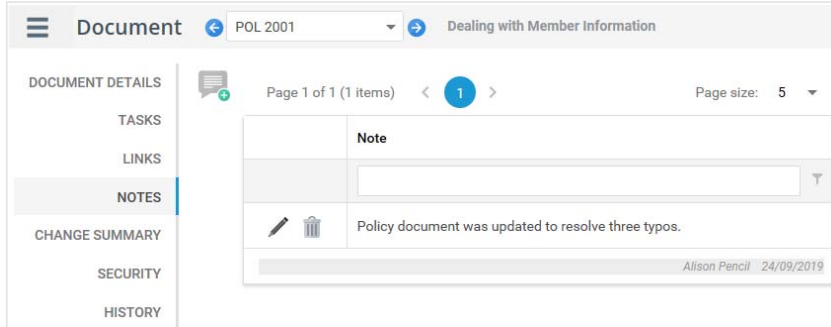 Document POL 2001 Dealing with Member Information
DOCUMENT DETAILS
TASKS
LINKS
NOTES
CHANGE SUMMARY
SECURITY
HISTORY
Page 1 of 1 (1 items) 1 Page size: 5
Note
Policy document was updated to resolve three typos.
Alison Pencil 24/09/2019